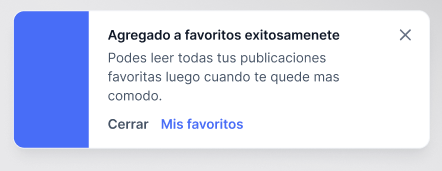 Agregado a favoritos exitosamenete
Podes leer todas tus publicaciones
favoritas luego cuando te quede mas
comodo.
Cerrar Mis favoritos